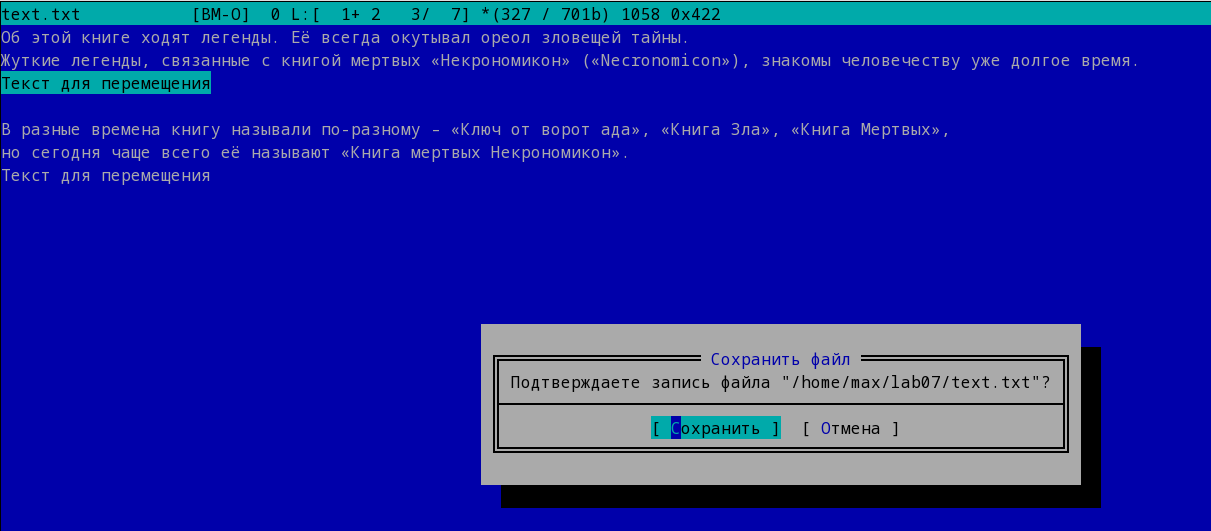 text.txt [BM-O] 0 L:[ 1+ 2 3/ 7] *(327 / 701b) 1058 0x422
Об этой книге ходят легенды. Её всегда окутывал ореол зловещей тайны.
Жуткие легенды, связанные с книгой мертвых «Некрономикон» («Necronomicon»), знакомы человечеству уже долгое время.
Текст для перемещения
В разные времена книгу называли по-разному – «Ключ от ворот ада», «Книга Зла», «Книга Мертвых»,
но сегодня чаще всего её называют «Книга мертвых Некрономикон».
Текст для перемещения
Сохранить файл
Подтверждаете запись файла "/home/max/lab07/text.txt"?
[ Сохранить ] [ Отмена ]